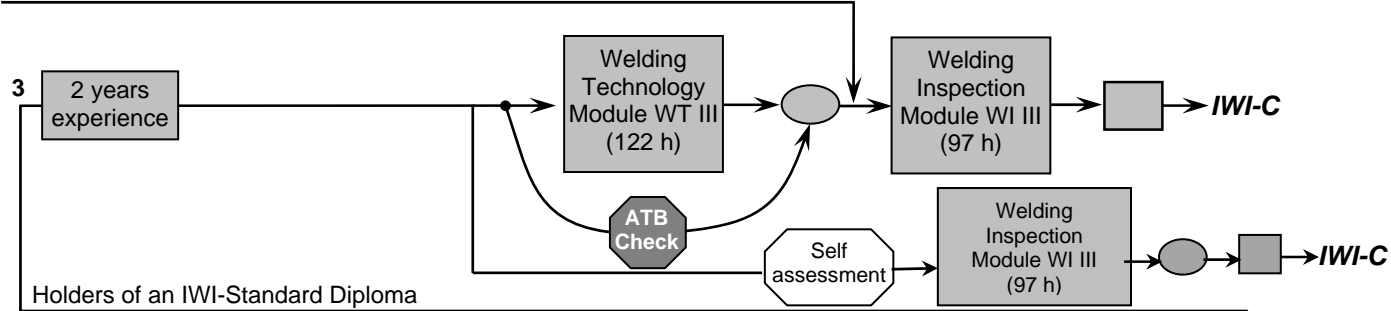 3
2 years
experience
Welding
Technology
Module WT III
(122 h)
Welding
Inspection
Module WI III
(97 h)
IWI-C
ATB
Check
Self
assessment
Welding
Inspection
Module WI III
(97 h)
IWI-C
Holders of an IWI-Standard Diploma